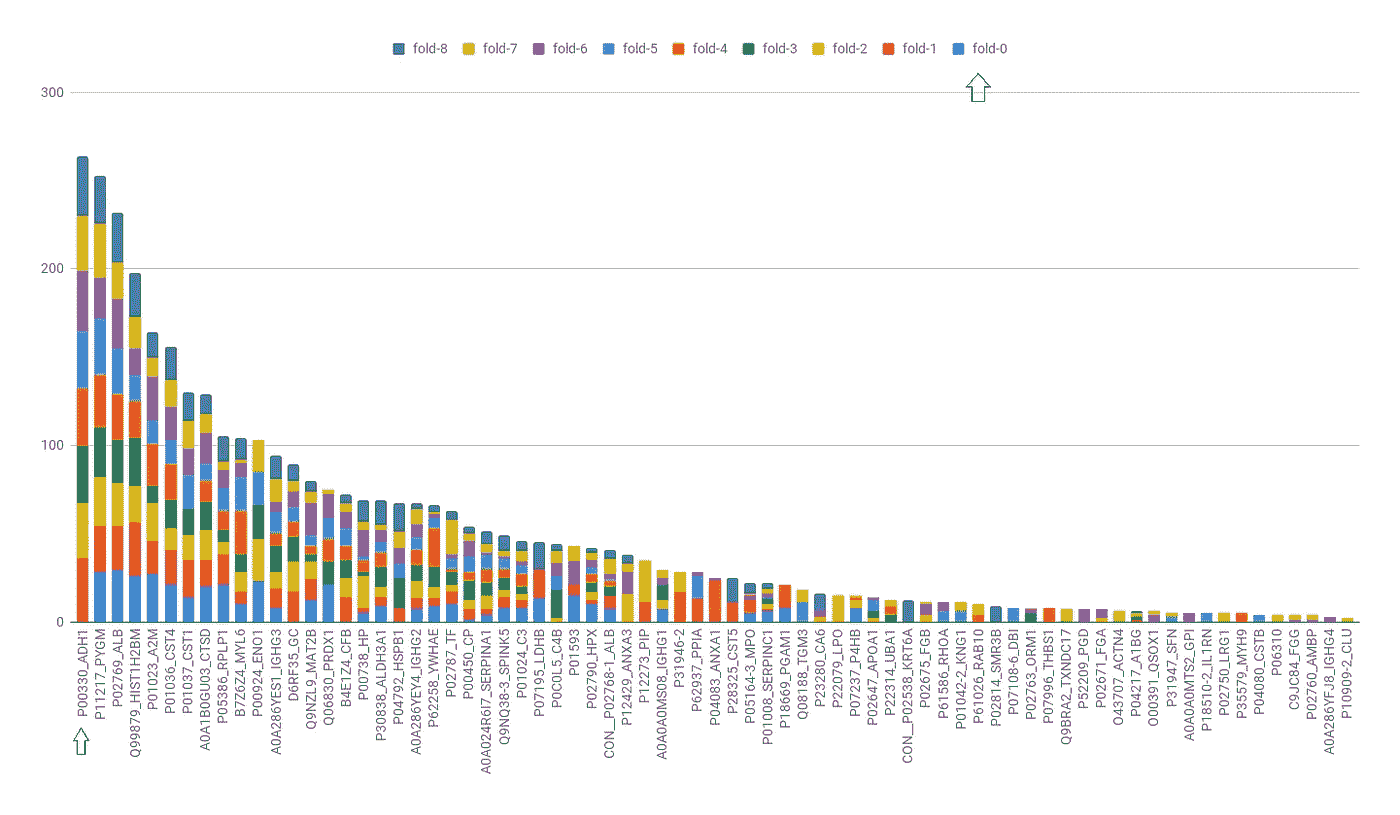 fold-8 fold-7 fold-6 fold-5 fold-4 fold-3 fold-2 fold-1 fold-0
300
200
100
0
P00330_ADH1
P11217_PYGM
P02769_ALB
Q99879_HIST1H2BM
P01023_A2M
P01036_CST4
P01037_CST1
A0A1B0GU03_CTSD
P05386_RPLP1
B7Z6Z4_MYL6
P00924_ENO1
A0A286YES1_IGHG3
D6RF35_GC
Q9NZL9_MAT2B
Q06830_PRDX1
B4E1Z4_CFB
P00738_HP
P30838_ALDH3A1
P04792_HSPB1
A0A286YEY4_IGHG2
P62258_YWHAE
P02787_TF
P00450_CP
A0A024R6I7_SERPINA1
Q9NQ38-3_SPINK5
P01024_C3
P07195_LDHB
P0C0L5_C4B
P01593
P02790_HPX
CON__P02768-1_ALB
P12429_ANXA3
P12273_PIP
A0A0A0MS08_IGHG1
P31946-2
P62937_PPIA
P04083_ANXA1
P28325_CST5
P05164-3_MPO
P01008_SERPINC1
P18669_PGAM1
Q08188_TGM3
P23280_CA6
P22079_LPO
P07237_P4HB
P02647_APOA1
P22314_UBA1
CON__P02538_KRT6A
P02675_FGB
P61586_RHOA
P01042-2_KNG1
P61026_RAB10
P02814_SMR3B
P07108-6_DBI
P02763_ORM1
P07996_THBS1
Q9BRA2_TXNDC17
P52209_PGD
P02671_FGA
O43707_ACTN4
P04217_A1BG
O00391_QSOX1
P31947_SFN
A0A0A0MTS2_GPI
P18510-2_IL1RN
P02750_LRG1
P35579_MYH9
P04080_CSTB
P06310
C9JC84_FGG
P02760_AMBP
A0A286YFJ8_IGHG4
P10909-2_CLU